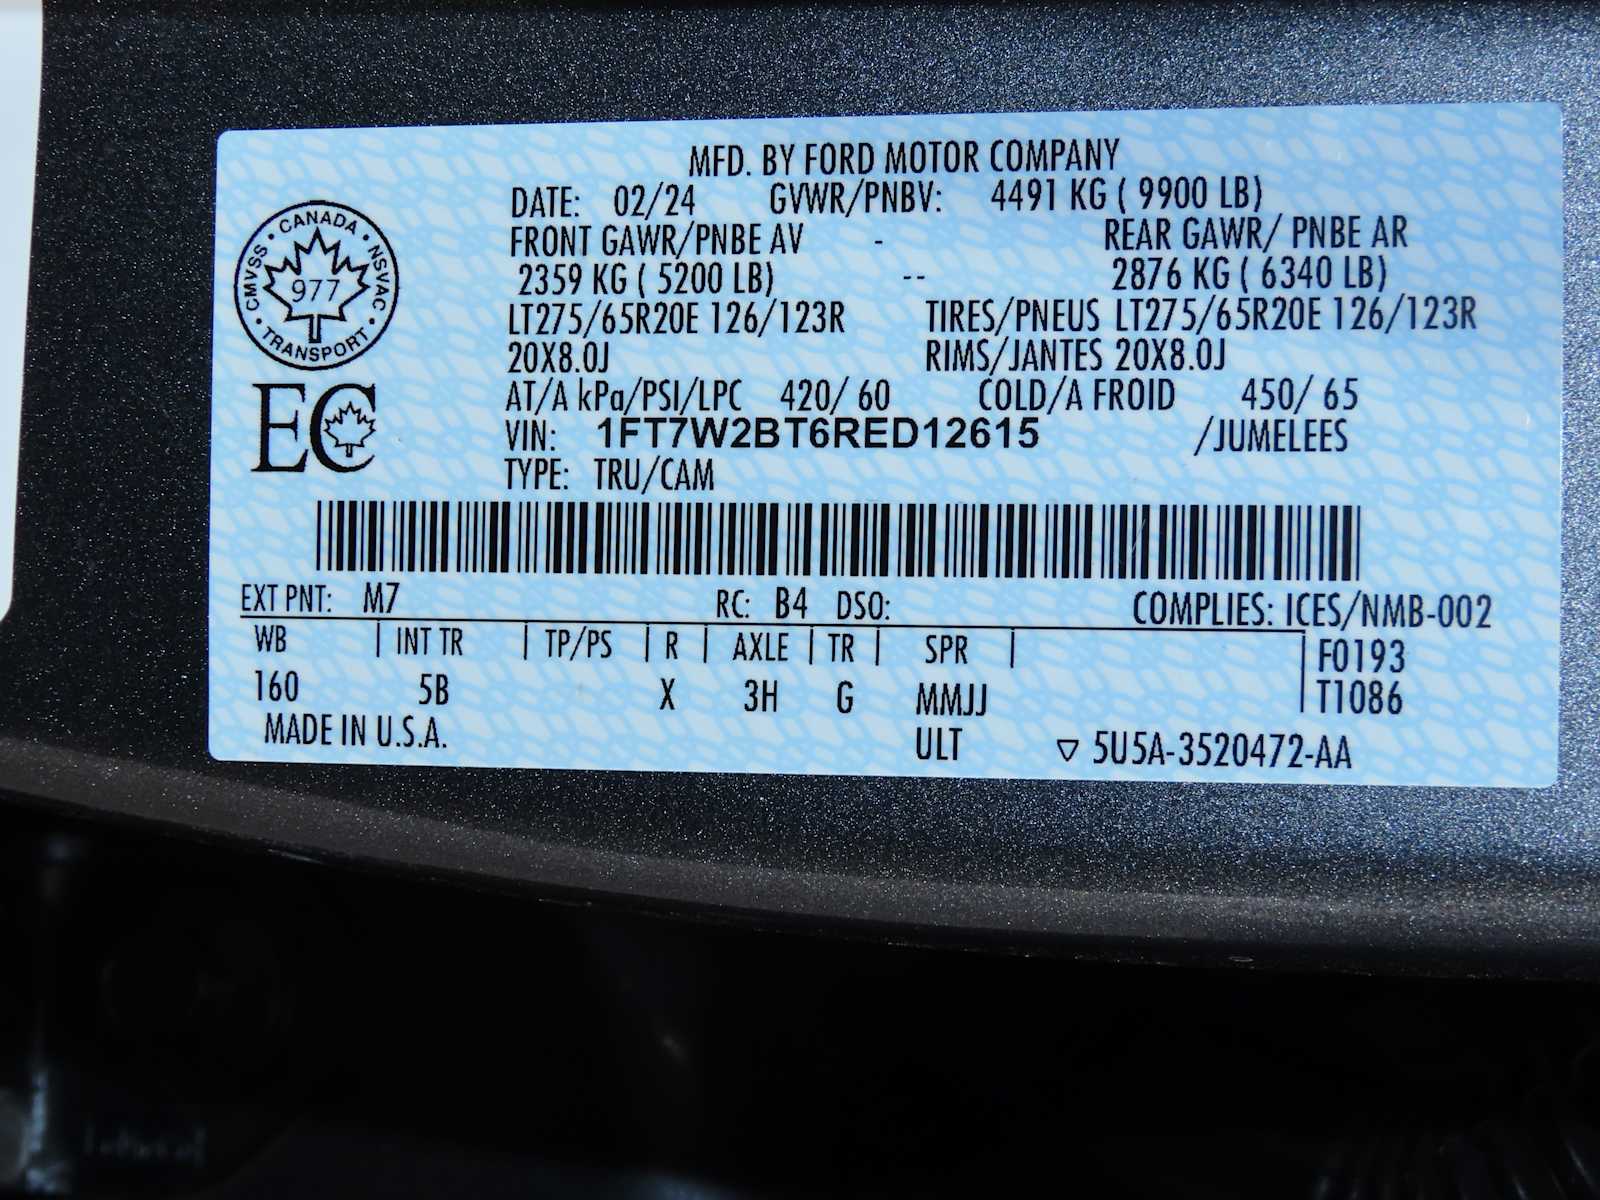 MFD. BY FORD MOTOR COMPANY
DATE: 02/24 GVWR/PNBV: 4491 KG ( 9900 LB)
FRONT GAWR/PNBE AV - REAR GAWR/ PNBE AR
2359 KG ( 5200 LB) -- 2876 KG ( 6340 LB)
LT275/65R20E 126/123R TIRES/PNEUS LT275/65R20E 126/123R
20X8.0J RIMS/JANTES 20X8.0J
AT/A kPa/PSI/LPC 420/ 60 COLD/A FROID 450/ 65
VIN: 1FT7W2BT6RED12615 /JUMELEES
TYPE: TRU/CAM
CANADA • NSVAC • TRANSPORT • CMVSS •
977
EC
EXT PNT: M7 RC: B4 DSO: COMPLIES: ICES/NMB-002
WB | INT TR | TP/PS | R | AXLE | TR | SPR | F0193
160 5B X 3H G MMJJ T1086
MADE IN U.S.A. ULT ▽ 5U5A-3520472-AA